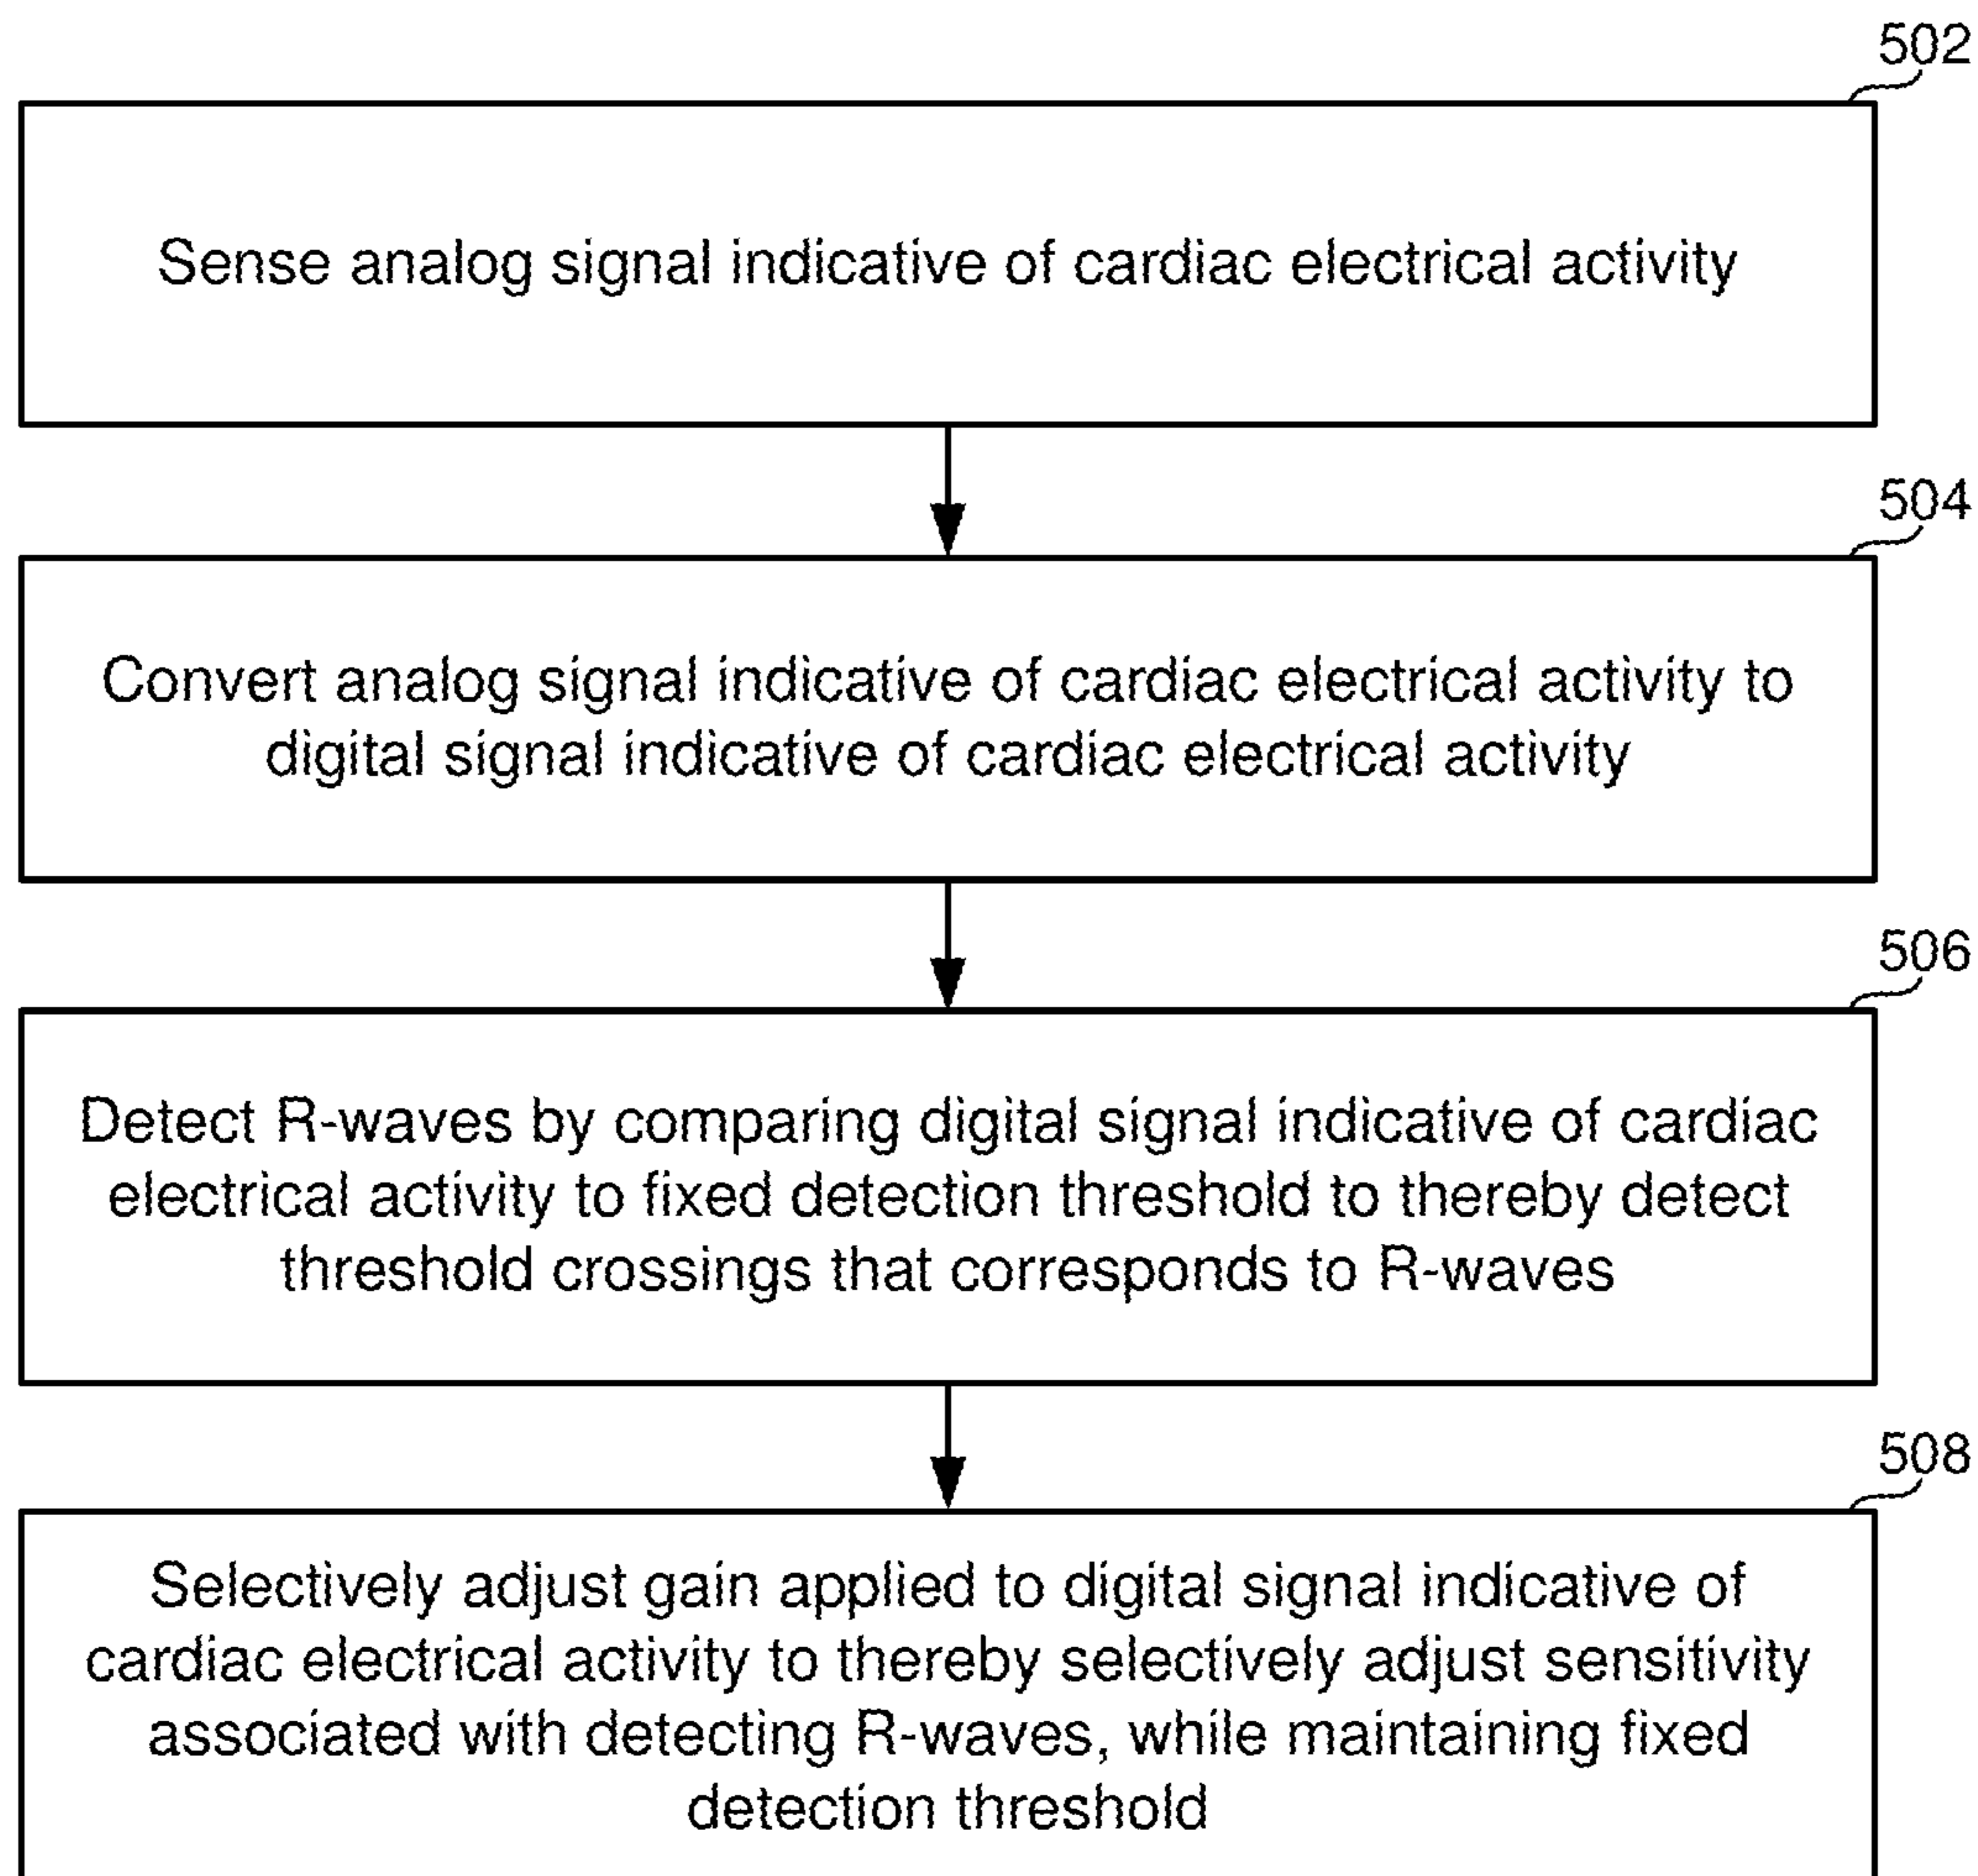 502
Sense analog signal indicative of cardiac electrical activity
504
Convert analog signal indicative of cardiac electrical activity to
digital signal indicative of cardiac electrical activity
506
Detect R-waves by comparing digital signal indicative of cardiac
electrical activity to fixed detection threshold to thereby detect
threshold crossings that corresponds to R-waves
508
Selectively adjust gain applied to digital signal indicative of
cardiac electrical activity to thereby selectively adjust sensitivity
associated with detecting R-waves, while maintaining fixed
detection threshold